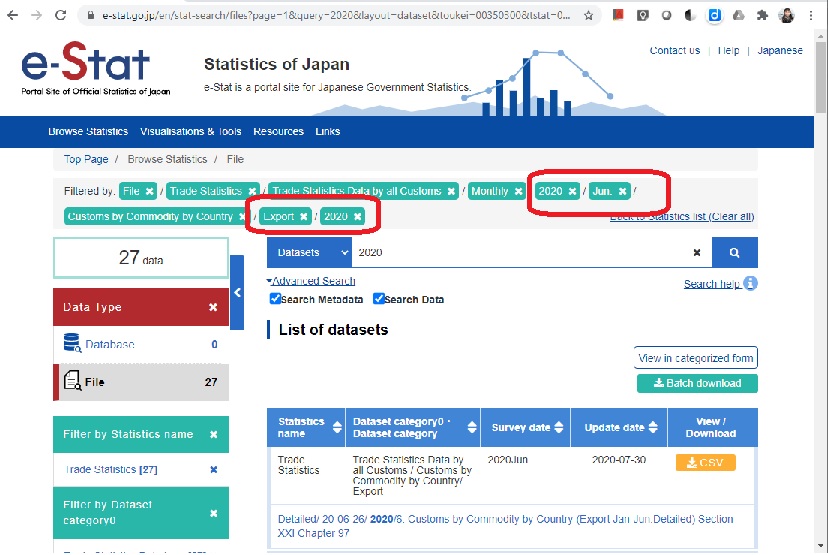 e-stat.go.jp/en/stat-search/files?page=1&query=2020&layout=dataset&toukei=00350300&tstat=0...
e-Stat
Portal Site of Official Statistics of Japan
Statistics of Japan
e-Stat is a portal site for Japanese Government Statistics.
Contact us | Help | Japanese
Browse Statistics Visualisations & Tools Resources Links
Top Page / Browse Statistics / File
Filtered by: File × / Trade Statistics × / Trade Statistics Data by all Customs × / Monthly × 2020 × / Jun. × /
Customs by Commodity by Country × / Export × / 2020 ×
Back to Statistics list (Clear all)
27 data
Datasets 2020 ×
Advanced Search
Search help i
Search Metadata Search Data
List of datasets
Data Type ×
Database 0
File 27
View in categorized form
Batch download
Filter by Statistics name ×
Trade Statistics [27] ×
Filter by Dataset category0 ×
Statistics name
Dataset category0・
Dataset category
Survey date
Update date
View / Download
Trade Statistics
Trade Statistics Data by
all Customs / Customs by
Commodity by Country/
Export
2020Jun
2020-07-30
CSV
Detailed/ 20-06-26/ 2020/6. Customs by Commodity by Country (Export Jan-Jun:Detailed) Section
XXI Chapter 97